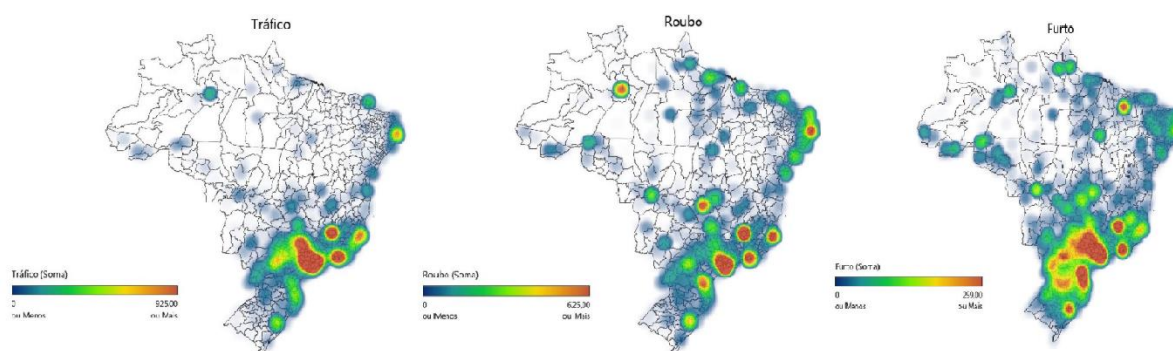 Tráfico
Roubo
Furto
Tráfico (Soma)
0
925.00
ou Menos
ou Mais
Roubo (Soma)
0
625.30
ou Menos
ou Mais
Furto (Soma)
0
259.00
ou Menos
ou Mais